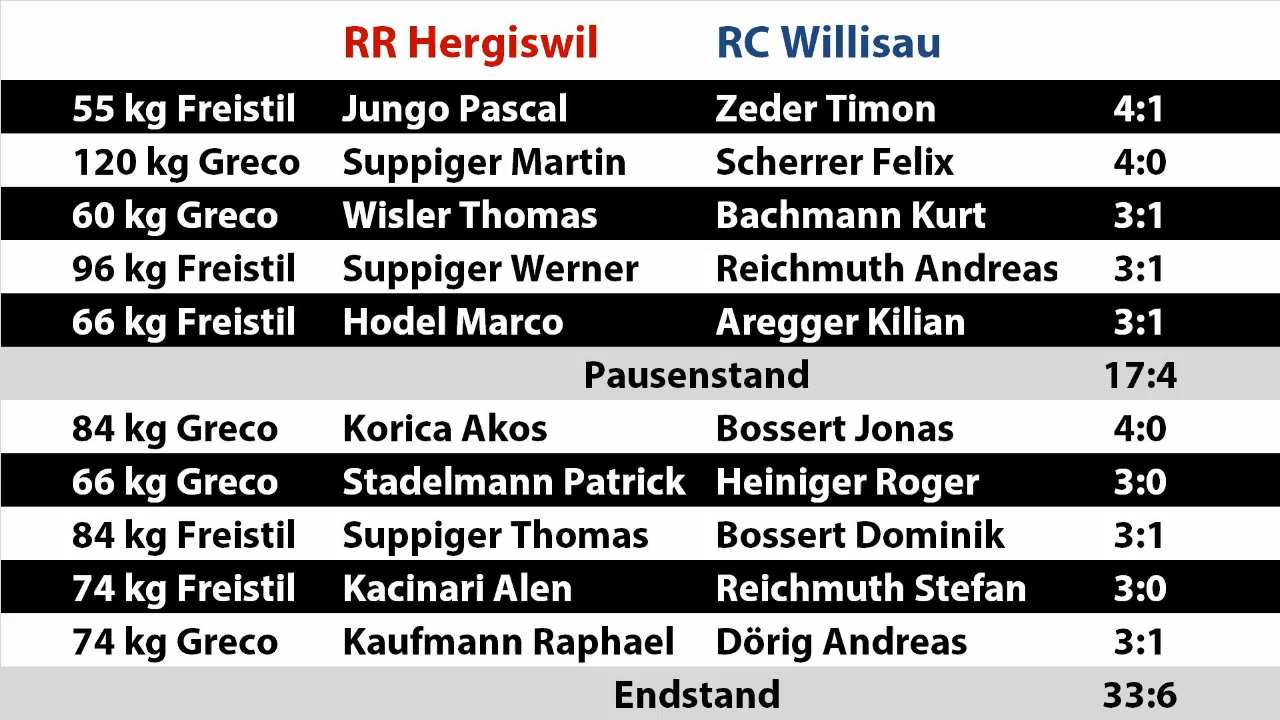 RR Hergiswil RC Willisau
55 kg Freistil Jungo Pascal Zeder Timon 4:1
120 kg Greco Suppiger Martin Scherrer Felix 4:0
60 kg Greco Wisler Thomas Bachmann Kurt 3:1
96 kg Freistil Suppiger Werner Reichmuth Andreas 3:1
66 kg Freistil Hodel Marco Aregger Kilian 3:1
Pausenstand 17:4
84 kg Greco Korica Akos Bossert Jonas 4:0
66 kg Greco Stadelmann Patrick Heiniger Roger 3:0
84 kg Freistil Suppiger Thomas Bossert Dominik 3:1
74 kg Freistil Kacinari Alen Reichmuth Stefan 3:0
74 kg Greco Kaufmann Raphael Dörig Andreas 3:1
Endstand 33:6